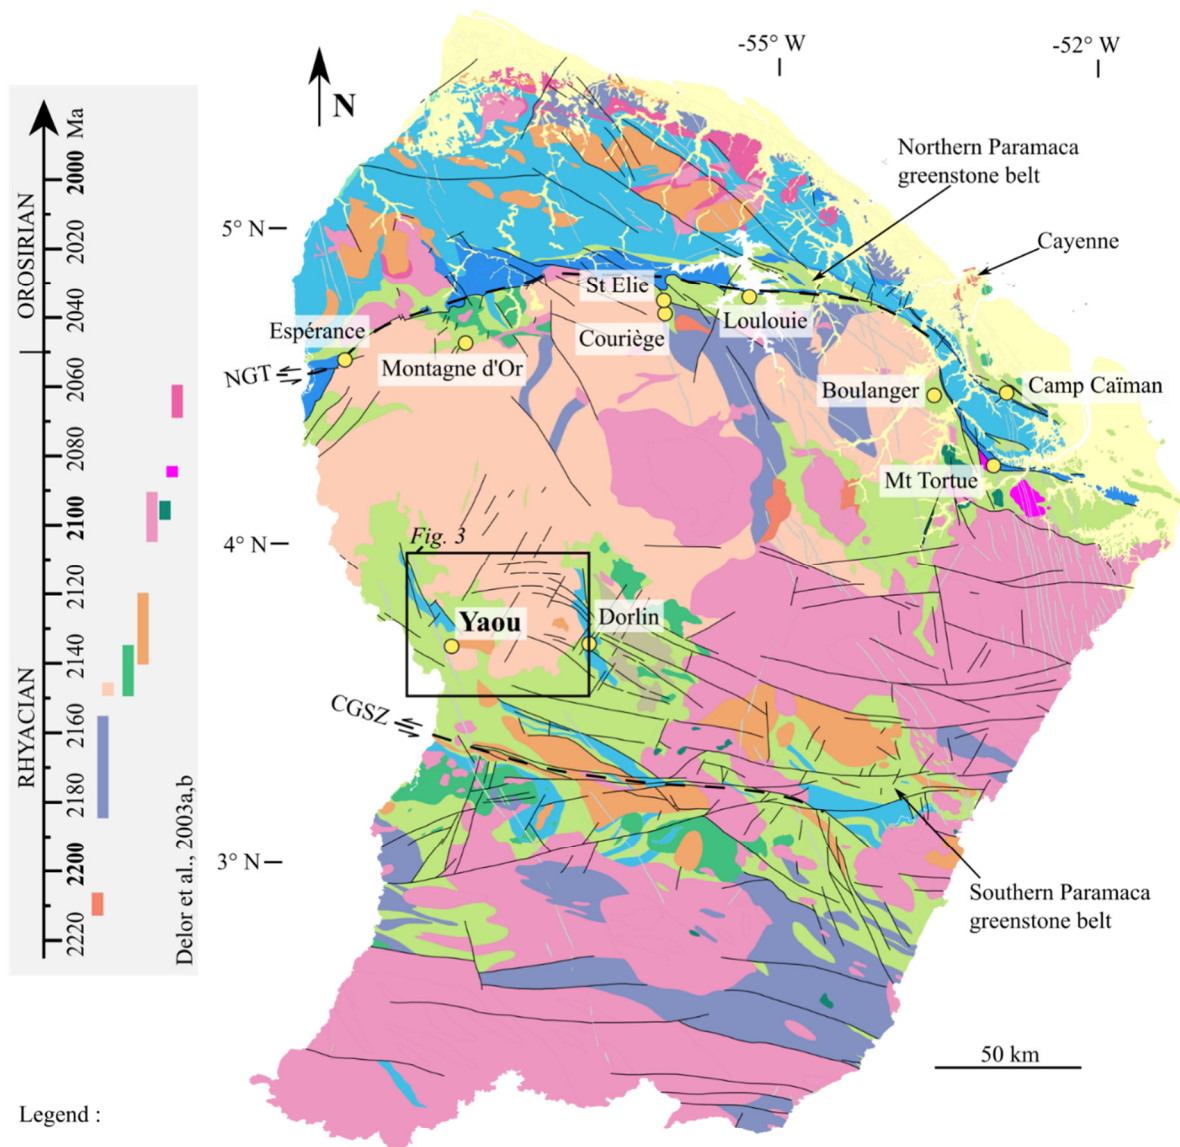 -55° W
-52° W
N
Ma
2000
2020
2040
2060
2080
2100
2120
2140
2160
2180
2200
2220
OROSIRIAN
RHYACIAN
Delor et al., 2003a,b
Northern Paramaca
greenstone belt
5° N
Cayenne
St Elie
Espérance
Couriège
Loulouie
NGT
Montagne d'Or
Boulanger
Camp Caïman
Mt Tortue
4° N
Fig. 3
Yaou
Dorlin
CGSZ
3° N
Southern Paramaca
greenstone belt
50 km
Legend :